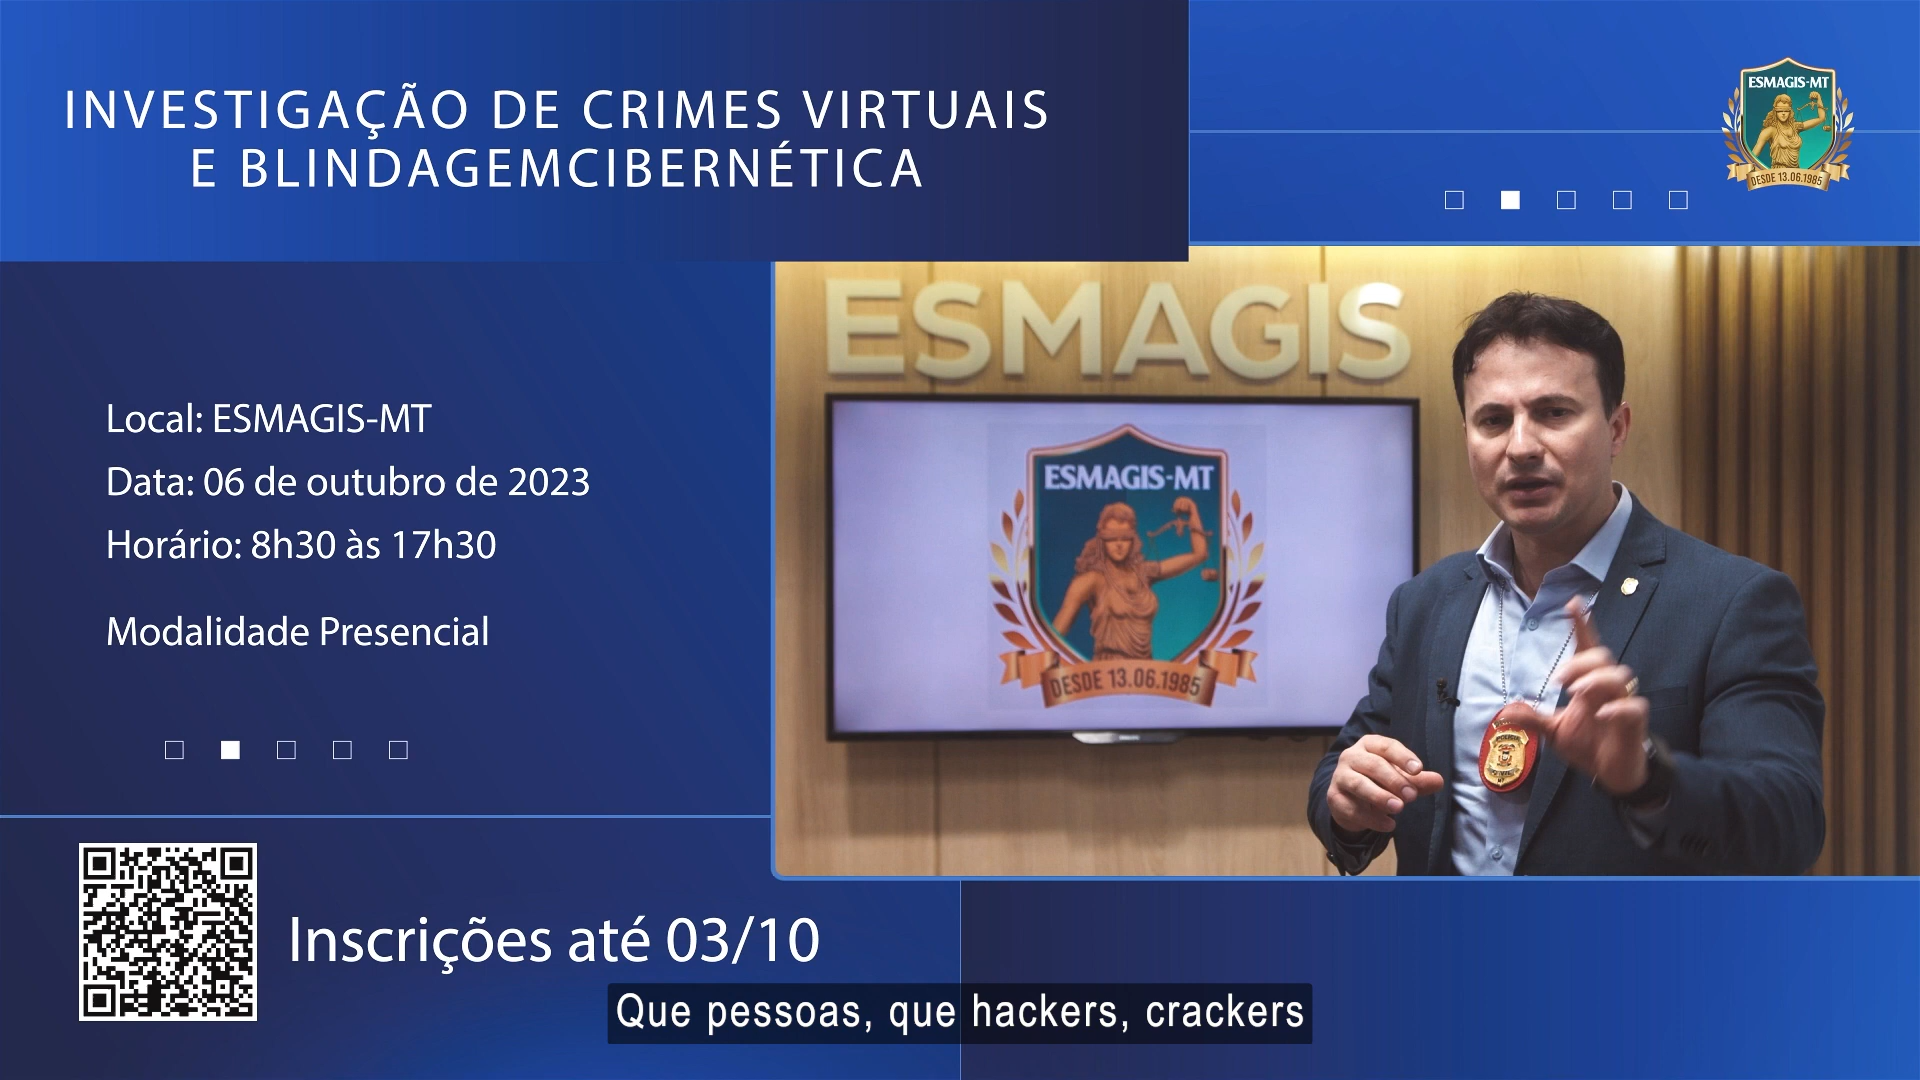 INVESTIGAÇÃO DE CRIMES VIRTUAIS
E BLINDAGEMCIBERNÉTICA
ESMAGIS-MT
DESDE 13.06.1985
ESMAGIS
ESMAGIS-MT
DESDE 13.06.1985
Local: ESMAGIS-MT
Data: 06 de outubro de 2023
Horário: 8h30 às 17h30
Modalidade Presencial
POLICIA
Inscrições até 03/10
Que pessoas, que hackers, crackers